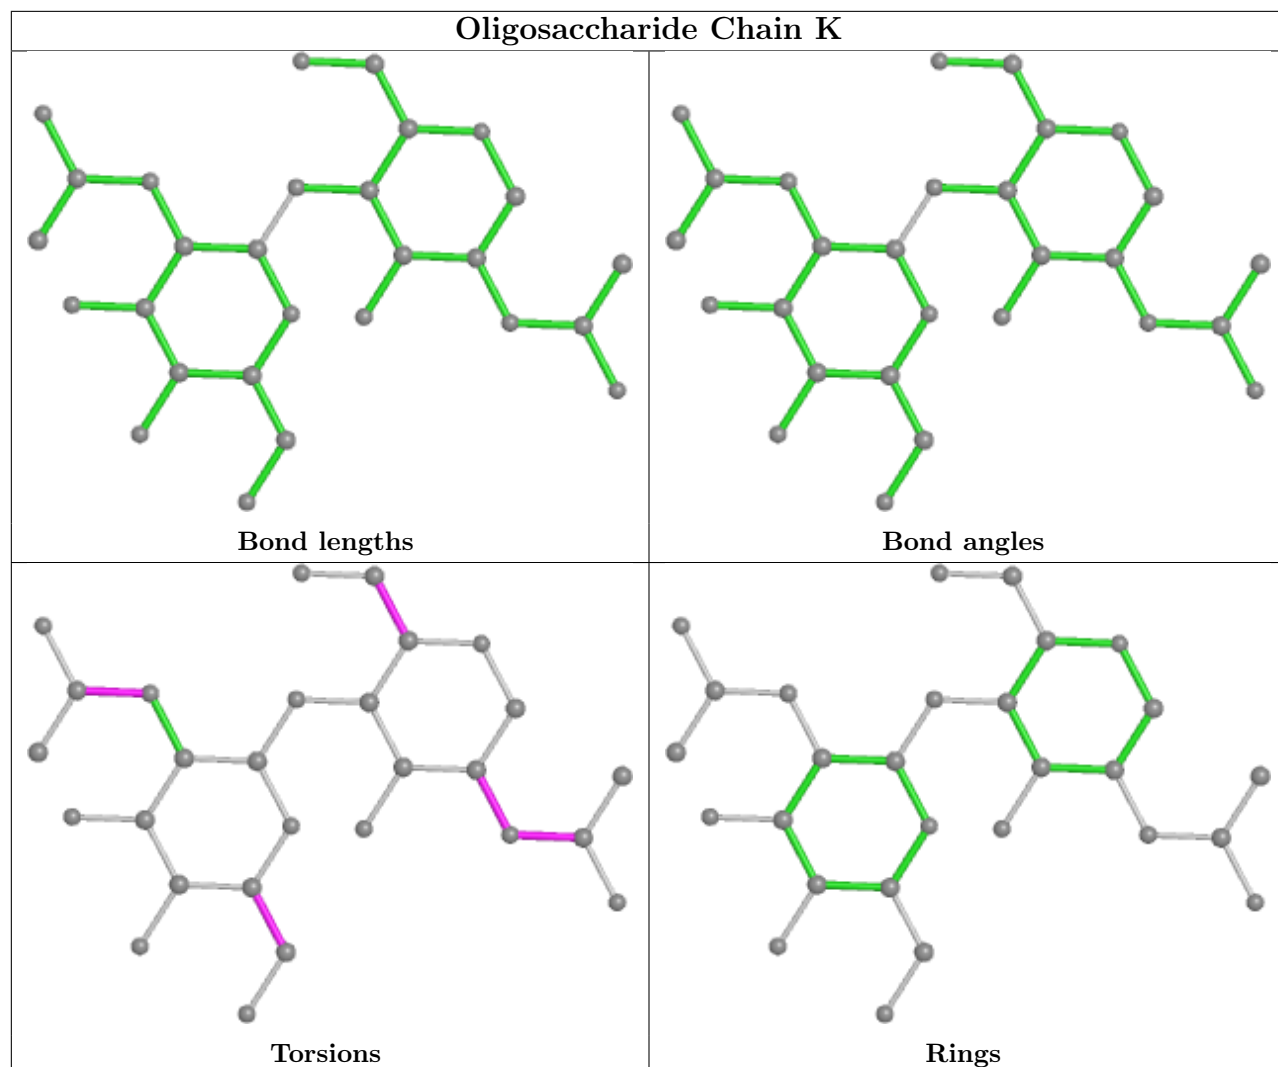 Oligosaccharide Chain K
Bond lengths
Bond angles
Torsions
Rings